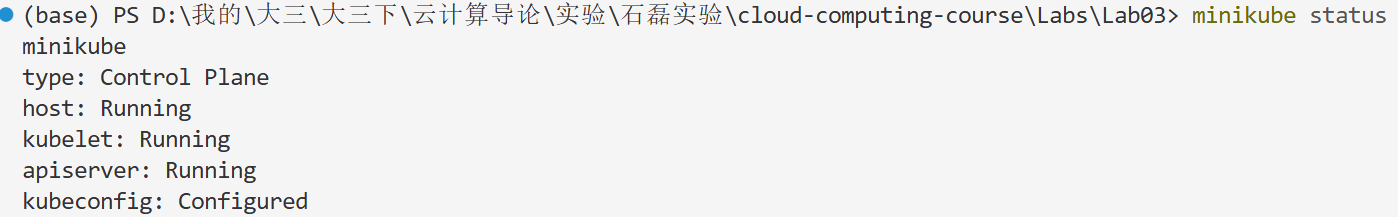 (base) PS D:\我的\大三\大三下\云计算导论\实验\石磊实验\cloud-computing-course\Labs\Lab03> minikube status
minikube
type: Control Plane
host: Running
kubelet: Running
apiserver: Running
kubeconfig: Configured